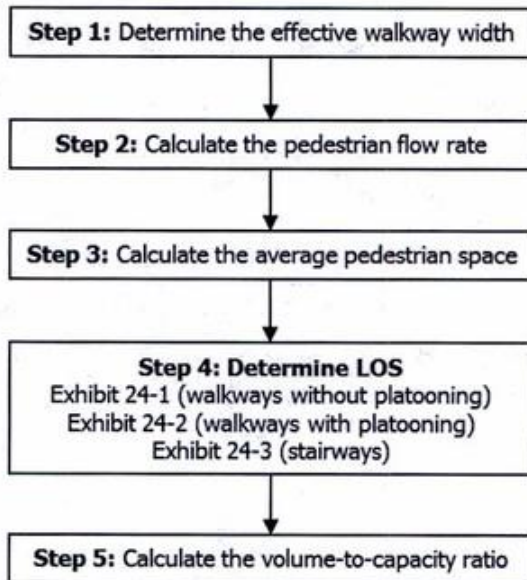 Step 1: Determine the effective walkway width
Step 2: Calculate the pedestrian flow rate
Step 3: Calculate the average pedestrian space
Step 4: Determine LOS
Exhibit 24-1 (walkways without platooning)
Exhibit 24-2 (walkways with platooning)
Exhibit 24-3 (stairways)
Step 5: Calculate the volume-to-capacity ratio